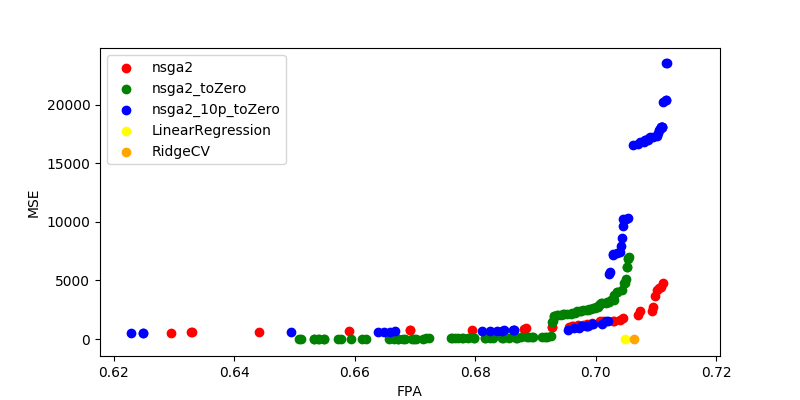 nsga2
nsga2_toZero
nsga2_10p_toZero
LinearRegression
RidgeCV
MSE
20000
15000
10000
5000
0
0.62 0.64 0.66 0.68 0.70 0.72
FPA